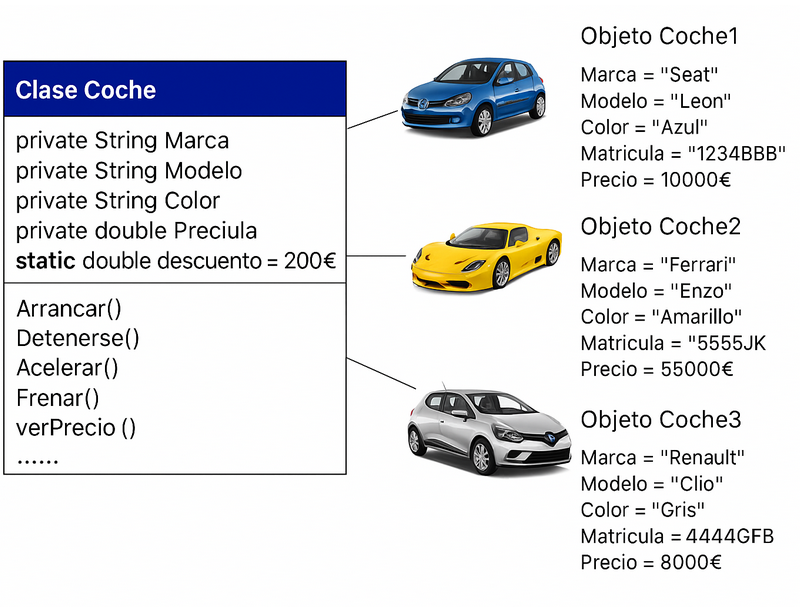 Clase Coche
private String Marca
private String Modelo
private String Color
private double Preciula
static double descuento = 200€
Arrancar()
Detenerse()
Acelerar()
Frenar()
verPrecio ()
......
Objeto Coche1
Marca = "Seat"
Modelo = "Leon"
Color = "Azul"
Matricula = "1234BBB"
Precio = 10000€
Objeto Coche2
Marca = "Ferrari"
Modelo = "Enzo"
Color = "Amarillo"
Matricula = "5555JK
Precio = 55000€
Objeto Coche3
Marca = "Renault"
Modelo = "Clio"
Color = "Gris"
Matricula = 4444GFB
Precio = 8000€